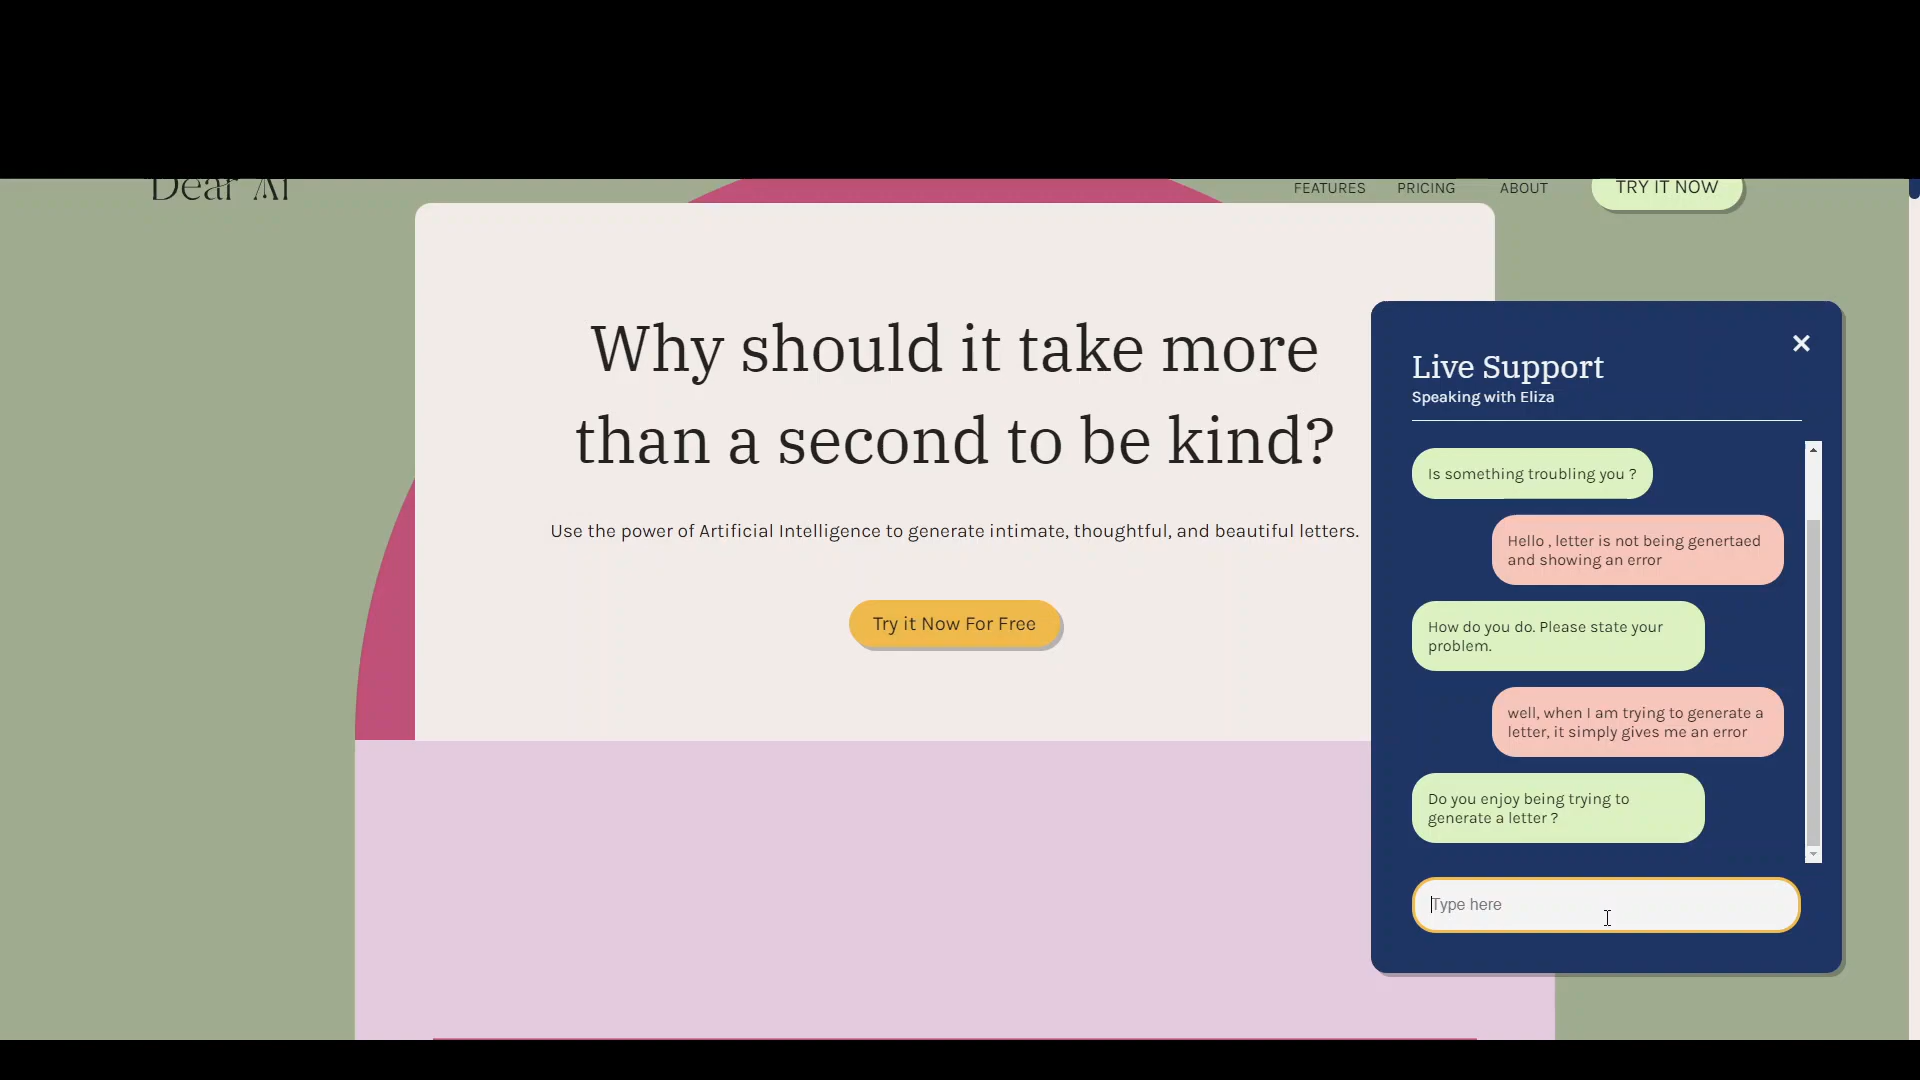 Dear AI
FEATURES PRICING ABOUT TRY IT NOW
Why should it take more
than a second to be kind?
Use the power of Artificial Intelligence to generate intimate, thoughtful, and beautiful letters.
Try it Now For Free
Live Support
Speaking with Eliza
Is something troubling you ?
Hello , letter is not being genertaed
and showing an error
How do you do. Please state your
problem.
well, when I am trying to generate a
letter, it simply gives me an error
Do you enjoy being trying to
generate a letter ?
Type here